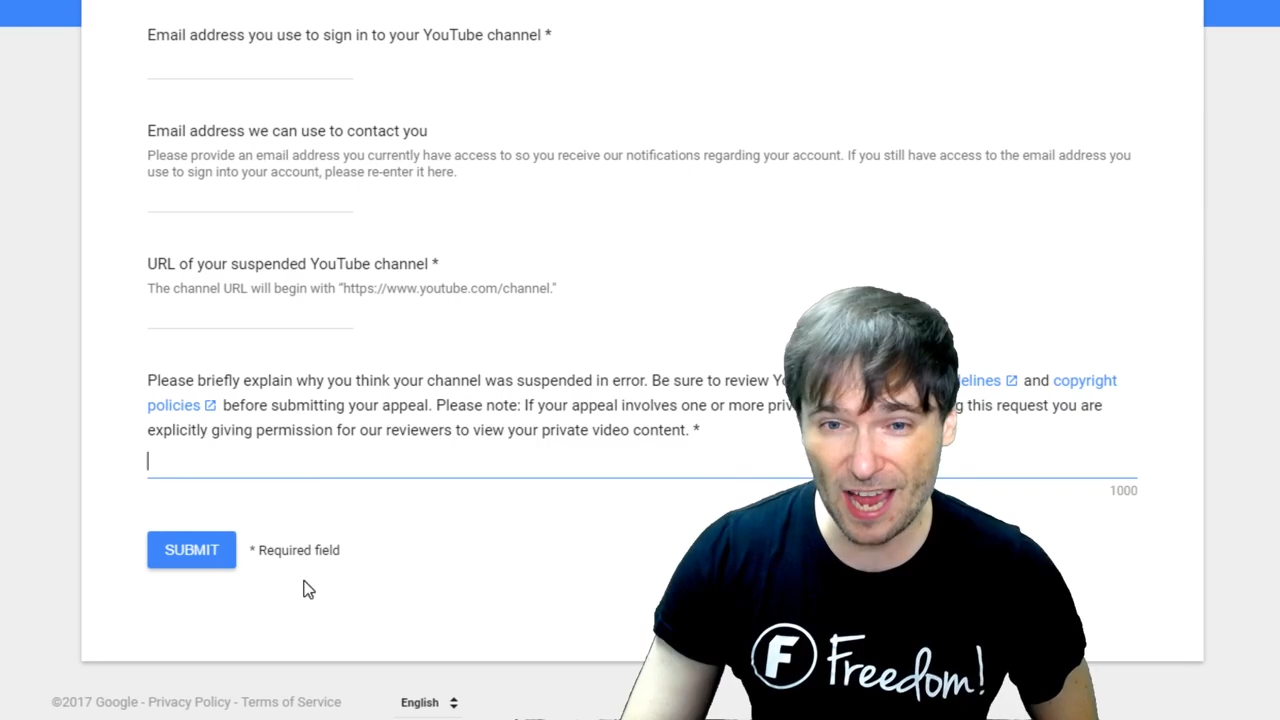 Email address you use to sign in to your YouTube channel *
Email address we can use to contact you
Please provide an email address you currently have access to so you receive our notifications regarding your account. If you still have access to the email address you
use to sign into your account, please re-enter it here.
URL of your suspended YouTube channel *
The channel URL will begin with “https://www.youtube.com/channel.”
Please briefly explain why you think your channel was suspended in error. Be sure to review and copyright
policies before submitting your appeal. Please note: If your appeal involves one or more this request you are
explicitly giving permission for our reviewers to view your private video content. *
1000
SUBMIT * Required field
F Freedom!
©2017 Google - Privacy Policy - Terms of Service English